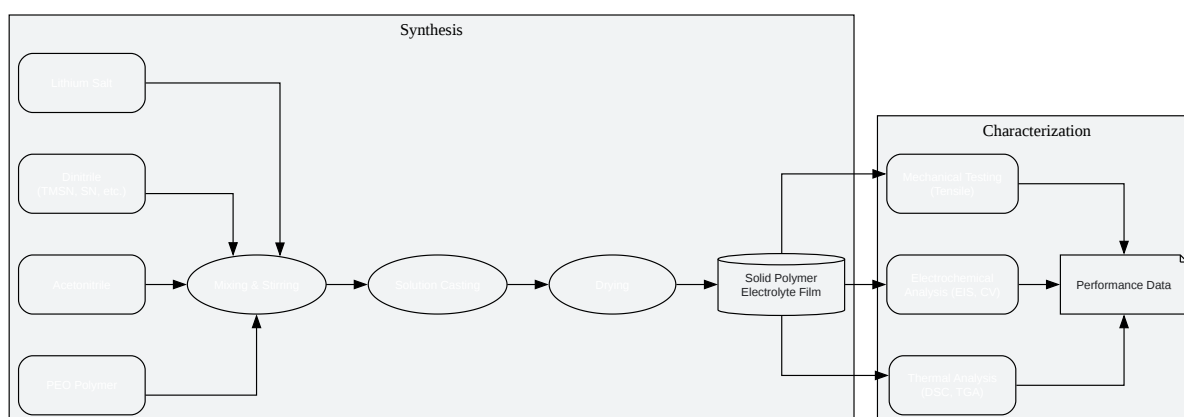 Synthesis
Lithium Salt
Characterization
Dinitrile
(TMSN, SN, etc.)
Mechanical Testing
(Tensile)
Acetonitrile
Mixing & Stirring
Solution Casting
Drying
Solid Polymer
Electrolyte Film
Electrochemical
Analysis (EIS, CV)
Performance Data
PEO Polymer
Thermal Analysis
(DSC, TGA)